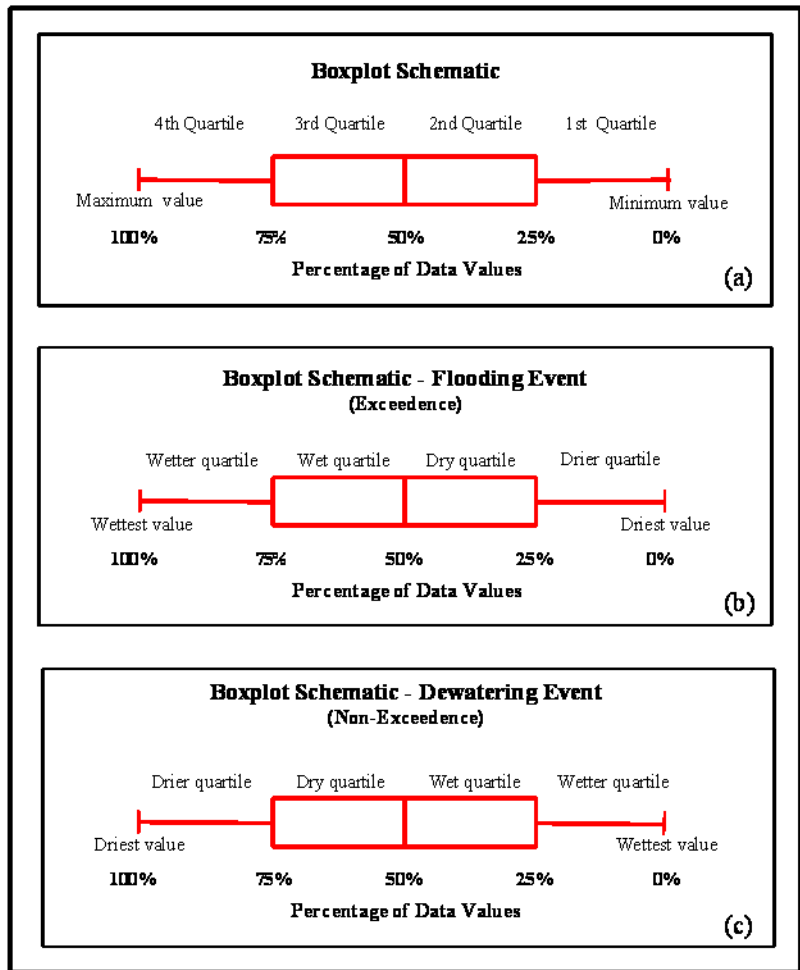 Boxplot Schematic
4th Quartile 3rd Quartile 2nd Quartile 1st Quartile
Maximum value Minimum value
100% 75% 50% 25% 0%
Percentage of Data Values
(a)
Boxplot Schematic - Flooding Event
(Exceedence)
Wetter quartile Wet quartile Dry quartile Drier quartile
Wettest value Driest value
100% 75% 50% 25% 0%
Percentage of Data Values
(b)
Boxplot Schematic - Dewatering Event
(Non-Exceedence)
Drier quartile Dry quartile Wet quartile Wetter quartile
Driest value Wettest value
100% 75% 50% 25% 0%
Percentage of Data Values
(c)